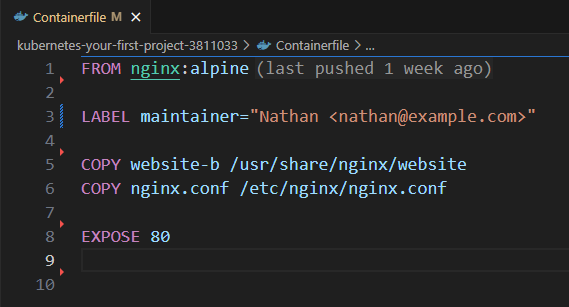 Containerfile M
kubernetes-your-first-project-3811033 > Containerfile > ...
1 FROM nginx:alpine (last pushed 1 week ago)
2
3 LABEL maintainer="Nathan <nathan@example.com>"
4
5 COPY website-b /usr/share/nginx/website
6 COPY nginx.conf /etc/nginx/nginx.conf
7
8 EXPOSE 80
9
10